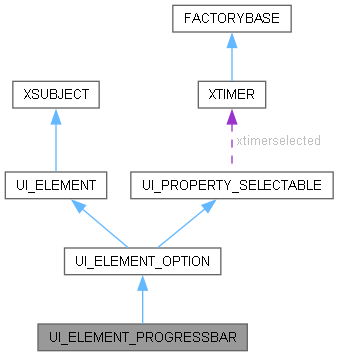 FACTORYBASE
XSUBJECT
XTIMER
xtimerselected
UI_ELEMENT
UI_PROPERTY_SELECTABLE
UI_ELEMENT_OPTION
UI_ELEMENT_PROGRESSBAR